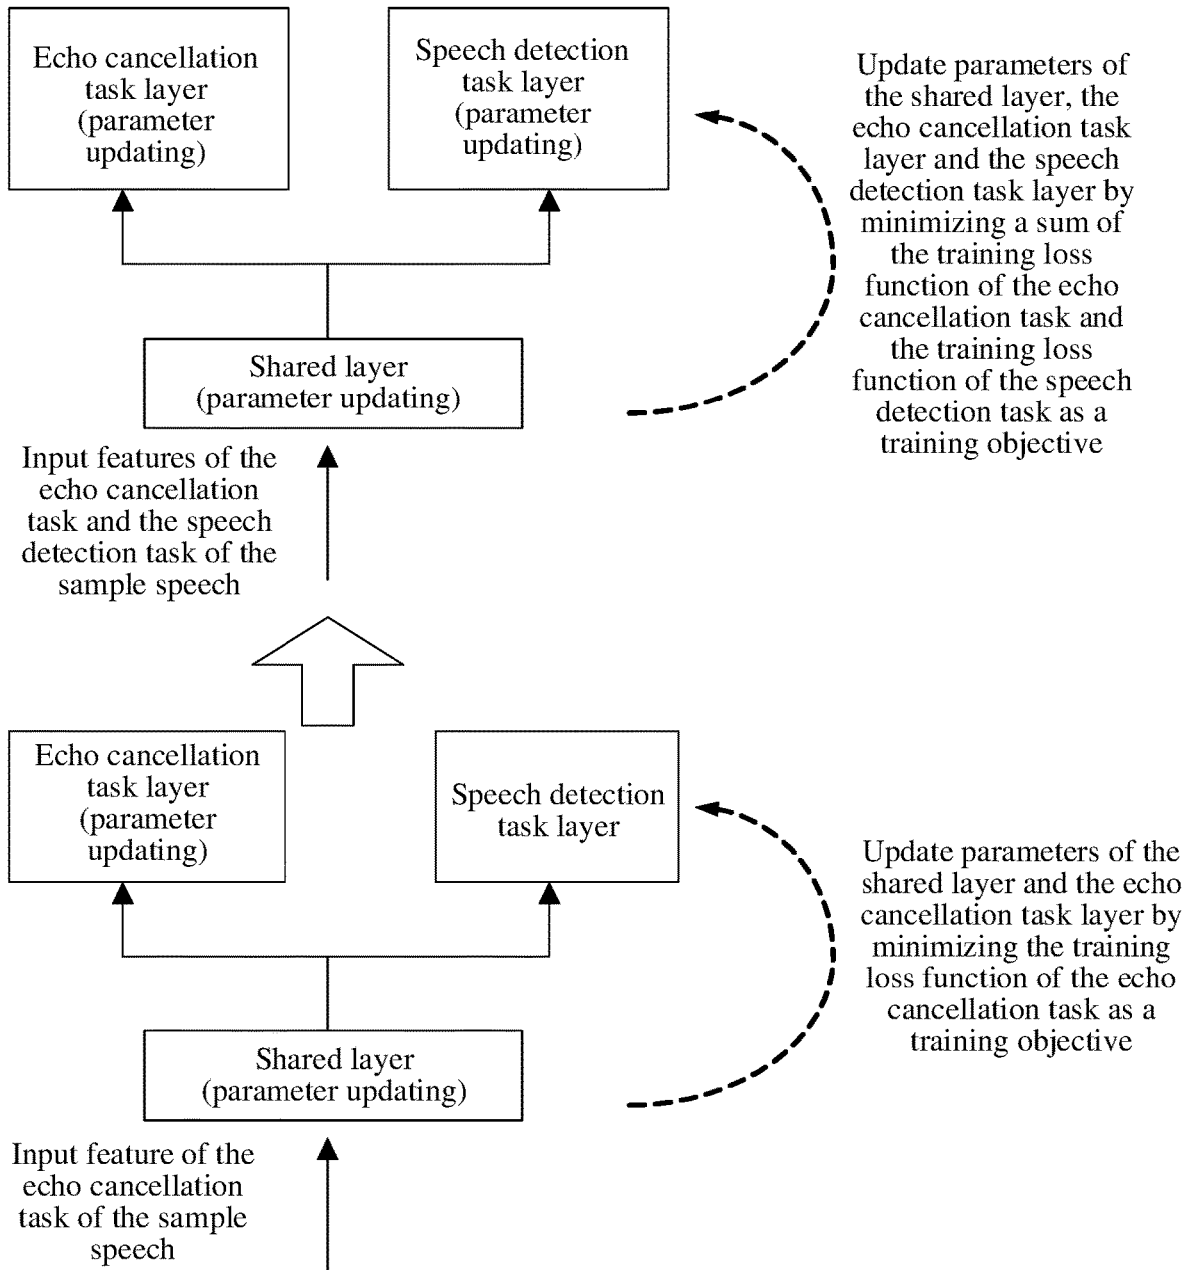 Echo cancellation
task layer
(parameter
updating)
Speech detection
task layer
(parameter
updating)
Update parameters of
the shared layer, the
echo cancellation task
layer and the speech
detection task layer by
minimizing a sum of
the training loss
function of the echo
cancellation task and
the training loss
function of the speech
detection task as a
training objective
Shared layer
(parameter updating)
Input features of the
echo cancellation
task and the speech
detection task of the
sample speech
Echo cancellation
task layer
(parameter
updating)
Speech detection
task layer
Update parameters of the
shared layer and the echo
cancellation task layer by
minimizing the training
loss function of the echo
cancellation task as a
training objective
Shared layer
(parameter updating)
Input feature of the
echo cancellation
task of the sample
speech